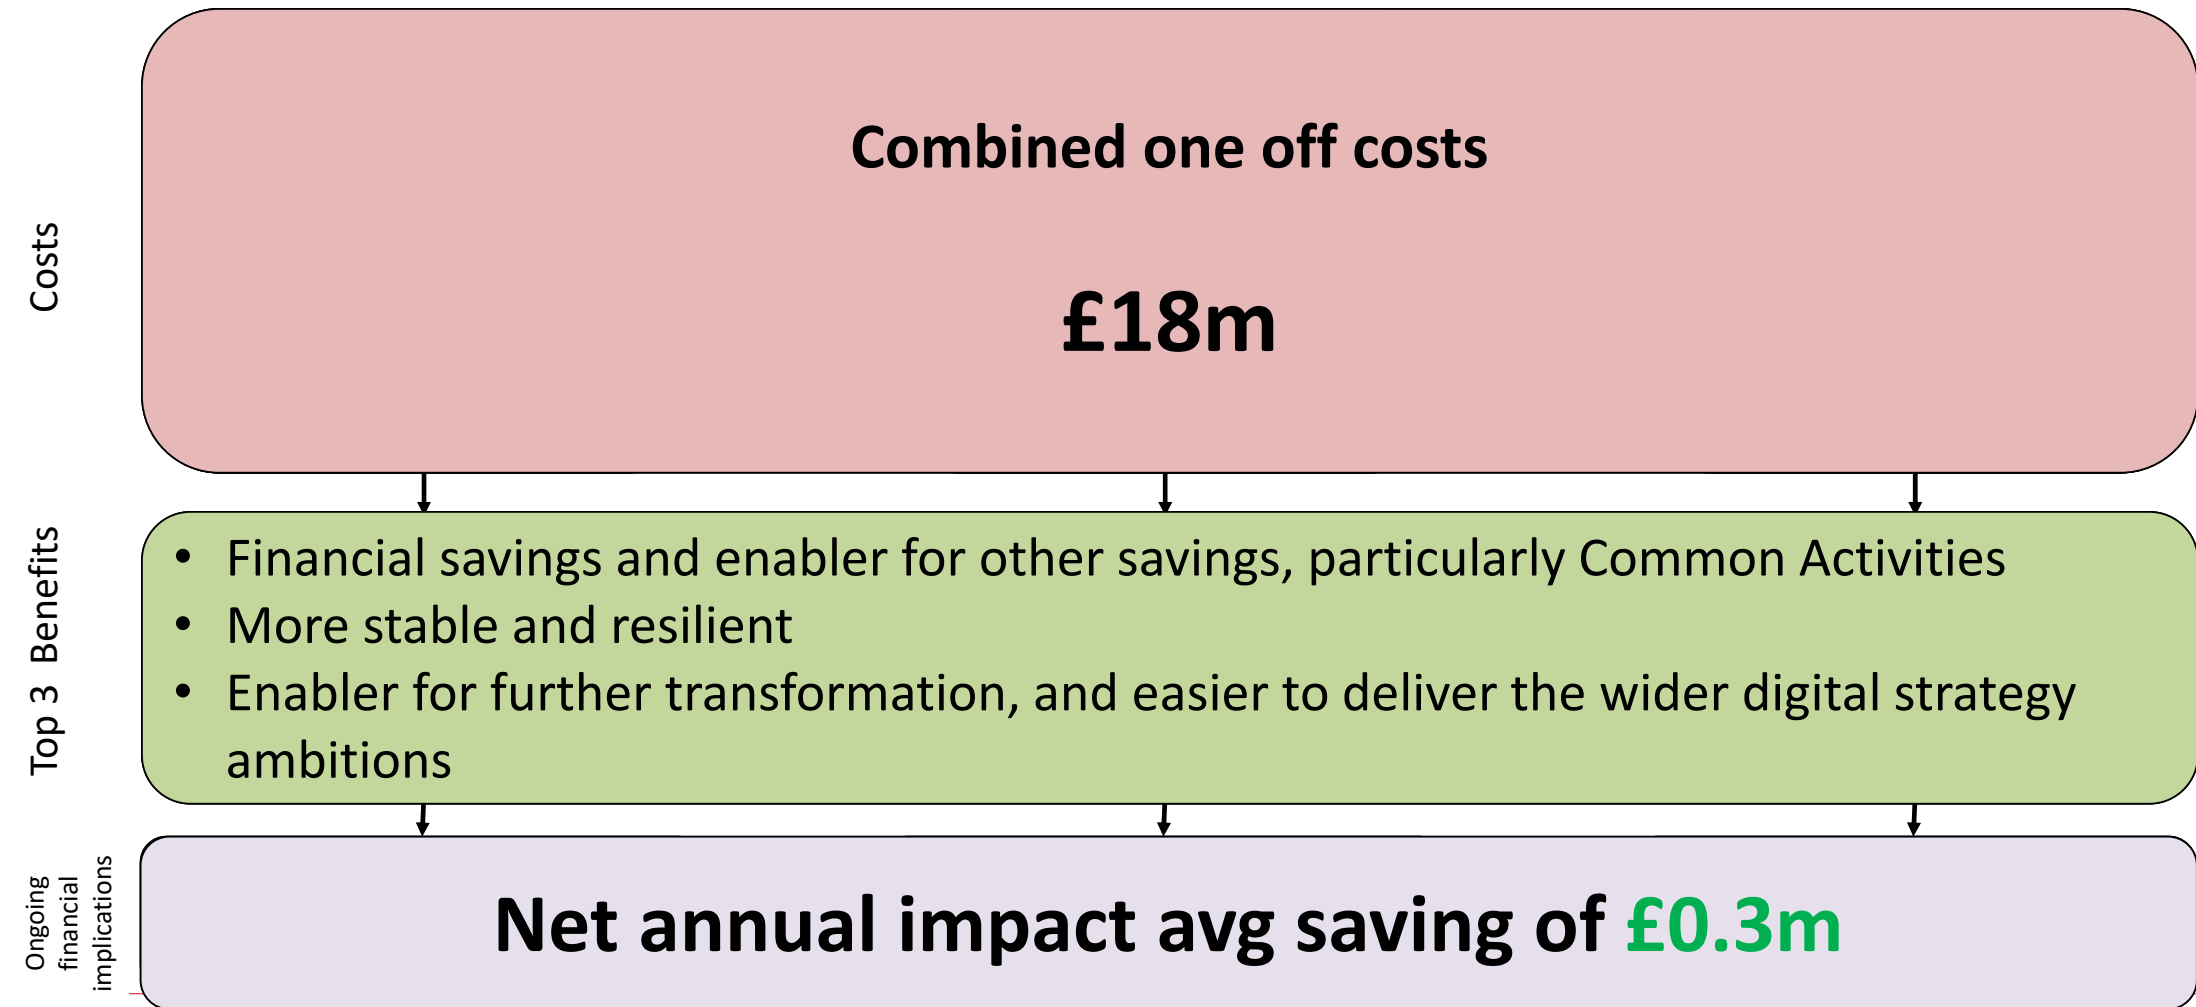 Costs
Combined one off costs
£18m
Top 3 Benefits
• Financial savings and enabler for other savings, particularly Common Activities
• More stable and resilient
• Enabler for further transformation, and easier to deliver the wider digital strategy
ambitions
Ongoing
financial
implications
Net annual impact avg saving of £0.3m